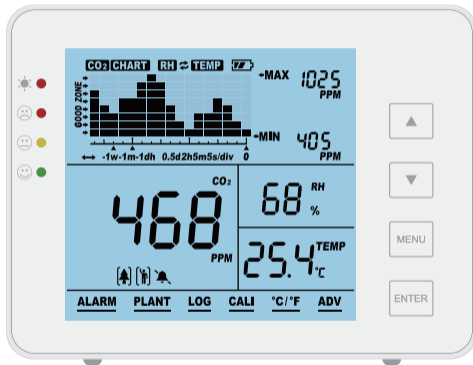 CO₂ CHART RH ⇄ TEMP
GOOD ZONE
MAX 1025 PPM
MIN 405 PPM
↔ -1w-1m-1dh 0.5d2h5m5s/div 0
CO₂
468
PPM
68 RH %
25.4 TEMP °C
ALARM PLANT LOG CALI °C/°F ADV
MENU
ENTER